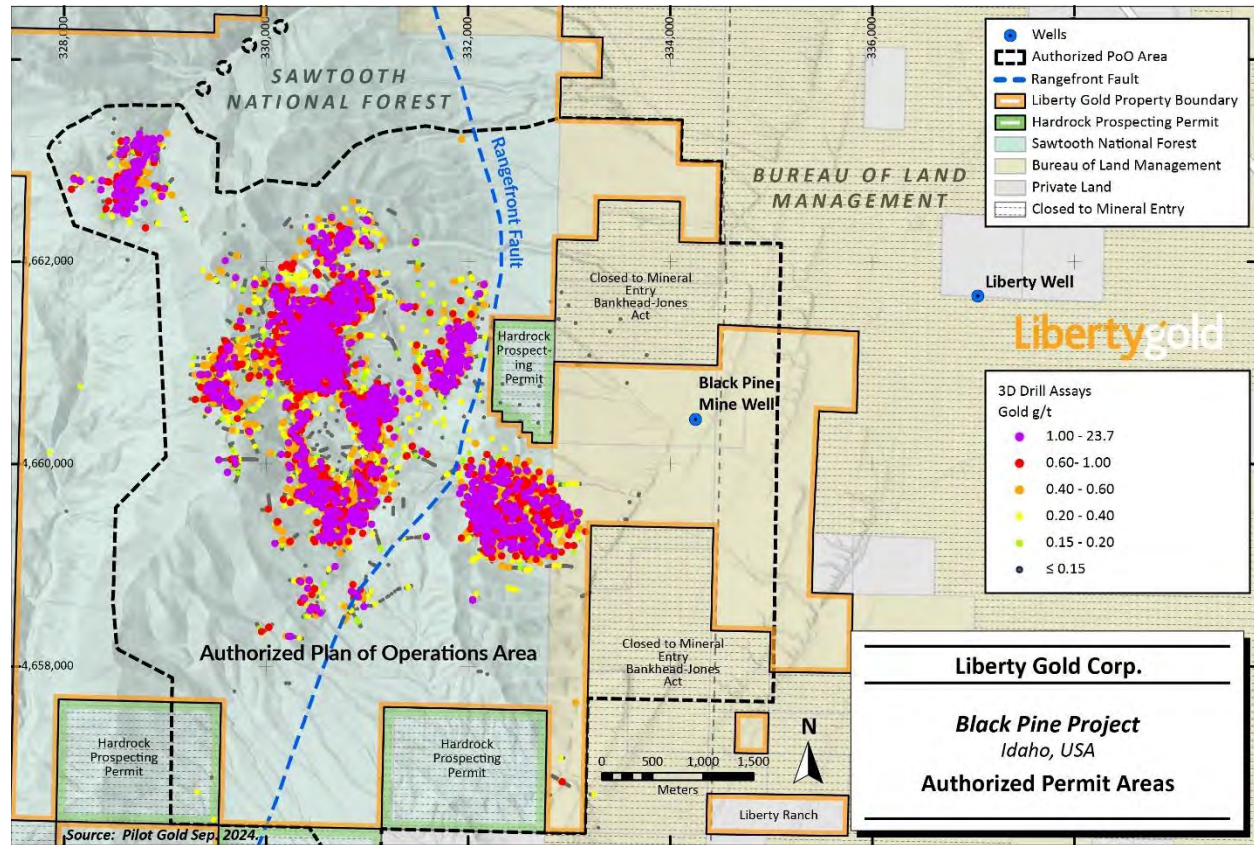 328,000
330,000
332,000
334,000
336,000
SAWTOOTH
NATIONAL FOREST
Rangefront Fault
BUREAU OF LAND
MANAGEMENT
Wells
Authorized PoO Area
Rangefront Fault
Liberty Gold Property Boundary
Hardrock Prospecting Permit
Sawtooth National Forest
Bureau of Land Management
Private Land
Closed to Mineral Entry
4,662,000
4,660,000
4,658,000
Closed to Mineral
Entry
Bankhead-Jones
Act
Liberty Well
Libertygold
Hardrock
Prospect-
ing
Permit
Black Pine
Mine Well
3D Drill Assays
Gold g/t
1.00 - 23.7
0.60- 1.00
0.40 - 0.60
0.20 - 0.40
0.15 - 0.20
≤ 0.15
Authorized Plan of Operations Area
Closed to Mineral
Entry
Bankhead-Jones
Act
Hardrock
Prospecting
Permit
Hardrock
Prospecting
Permit
N
0 500 1,000 1,500
Meters
Liberty Ranch
Source: Pilot Gold Sep. 2024.
Liberty Gold Corp.
Black Pine Project
Idaho, USA
Authorized Permit Areas